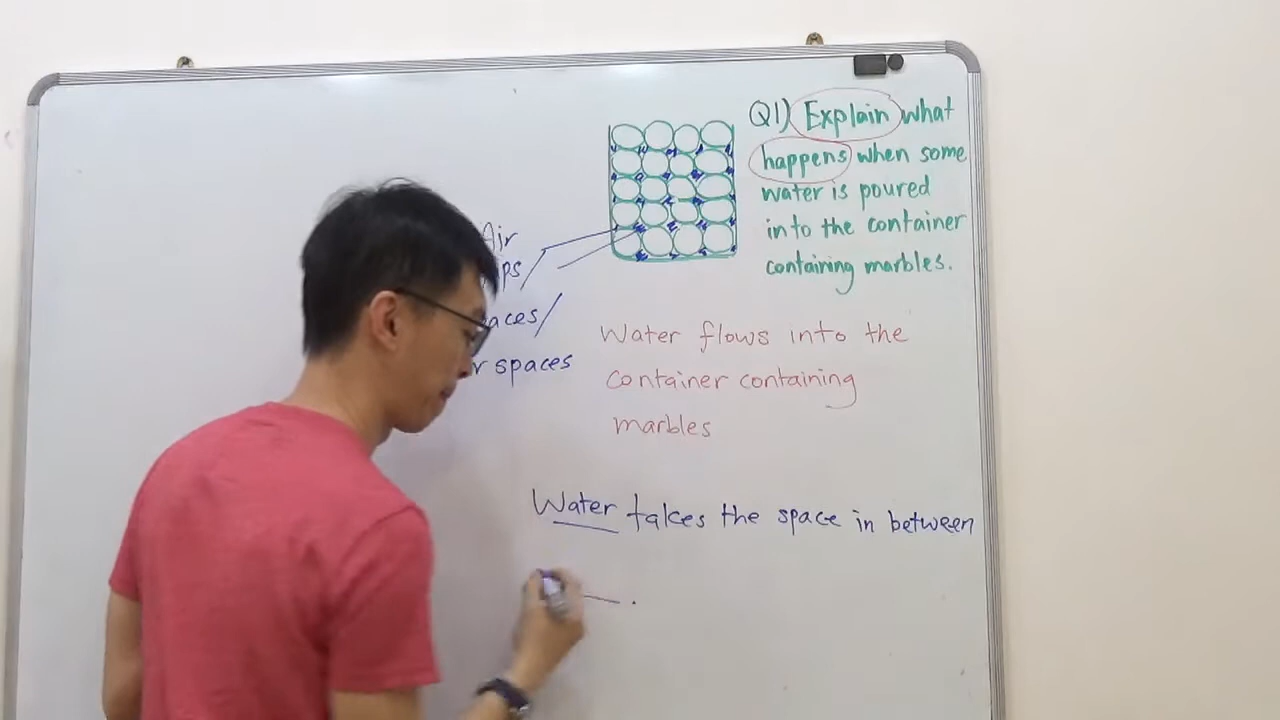 Q1) Explain what
happens when some
water is poured
into the container
containing marbles.
Air
spaces
Water flows into the
container containing
marbles
Water takes the space in between